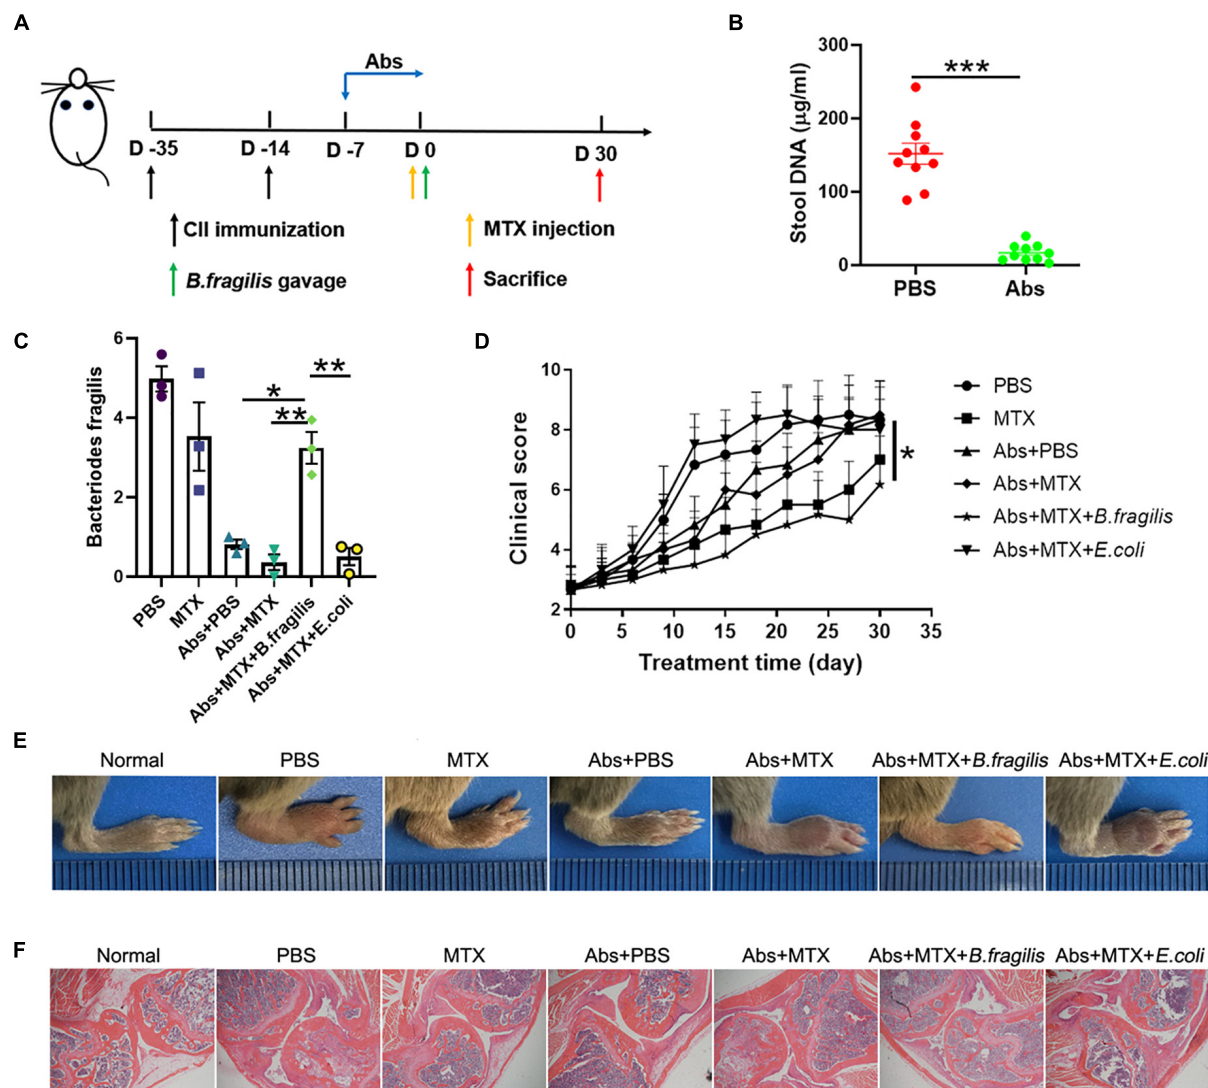 A
Abs
D -35
D -14
D -7
D 0
D 30
CII immunization
MTX injection
B.fragilis gavage
Sacrifice
B
300
200
100
0
Stool DNA (μg/ml)
***
PBS
Abs
C
6
4
2
0
Bacteriodes fragilis
*
**
**
PBS
MTX
Abs+PBS
Abs+MTX
Abs+MTX+B.fragilis
Abs+MTX+E.coli
D
10
8
6
4
2
Clinical score
0
5
10
15
20
25
30
35
Treatment time (day)
*
PBS
MTX
Abs+PBS
Abs+MTX
Abs+MTX+B.fragilis
Abs+MTX+E.coli
E
Normal
PBS
MTX
Abs+PBS
Abs+MTX
Abs+MTX+B.fragilis
Abs+MTX+E.coli
F
Normal
PBS
MTX
Abs+PBS
Abs+MTX
Abs+MTX+B.fragilis
Abs+MTX+E.coli